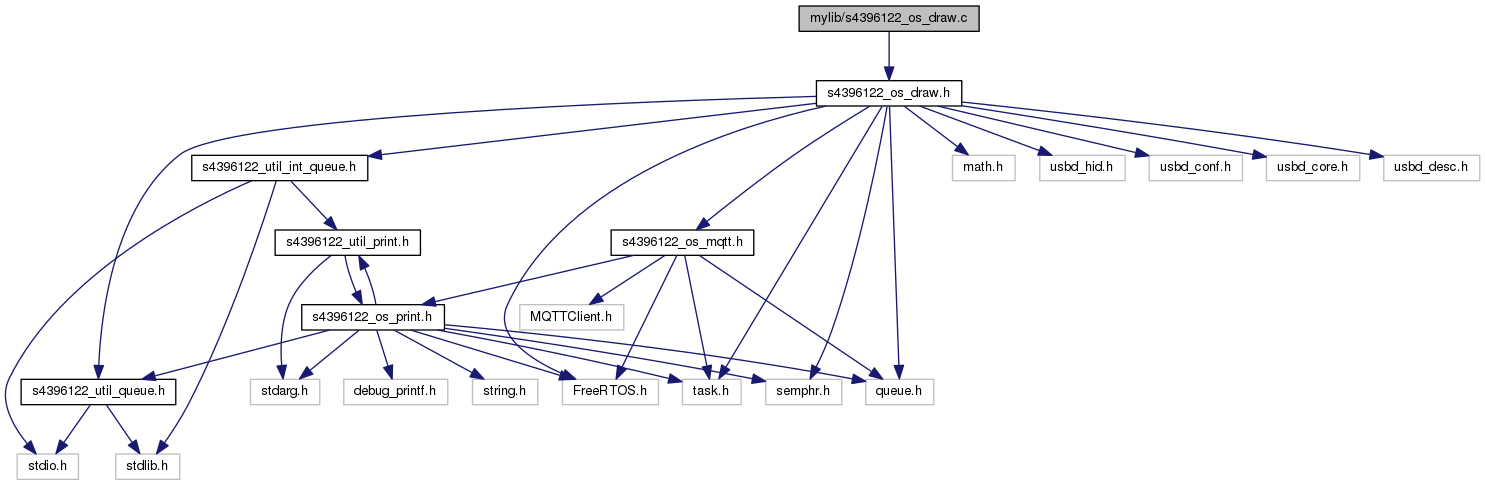 mylib/s4396122_os_draw.c
s4396122_os_draw.h
s4396122_util_int_queue.h
math.h
usbd_hid.h
usbd_conf.h
usbd_core.h
usbd_desc.h
s4396122_util_print.h
s4396122_os_mqtt.h
s4396122_os_print.h
MQTTClient.h
s4396122_util_queue.h
stdarg.h
debug_printf.h
string.h
FreeRTOS.h
task.h
semphr.h
queue.h
stdio.h
stdlib.h